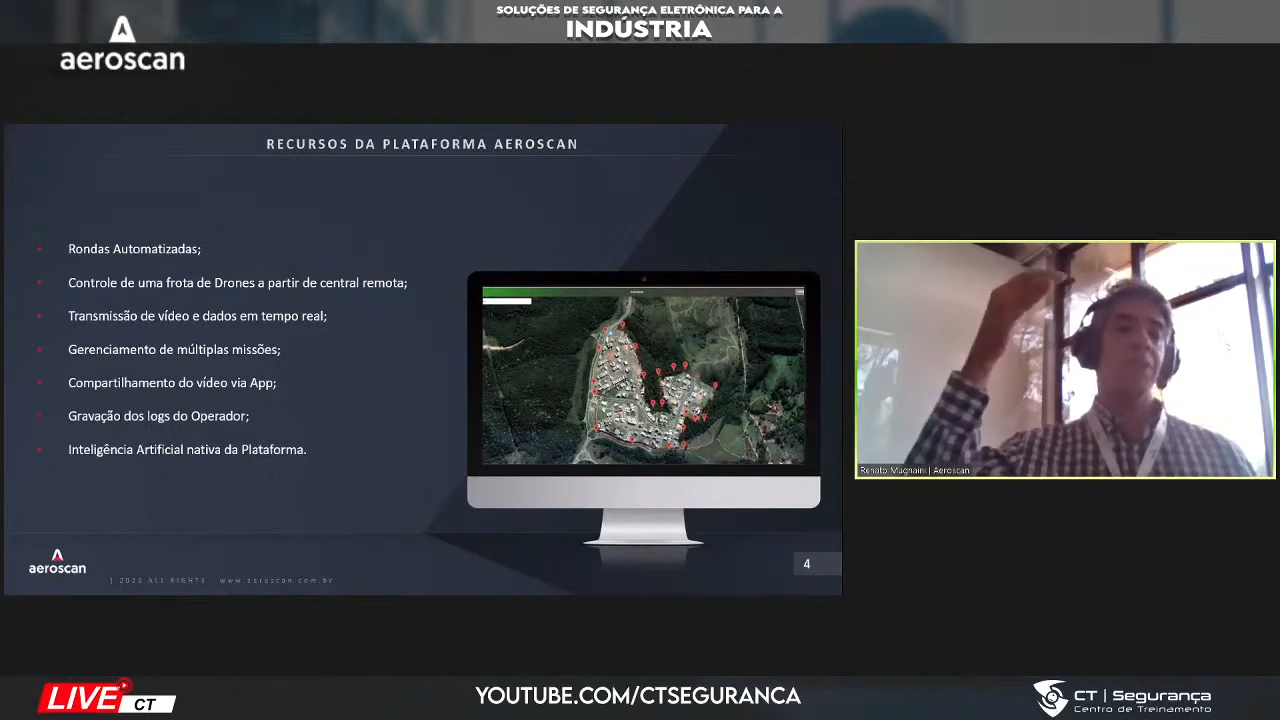 SOLUÇÕES DE SEGURANÇA ELETRÔNICA PARA A
INDÚSTRIA
aeroscan
RECURSOS DA PLATAFORMA AEROSCAN
• Rondas Automatizadas;
• Controle de uma frota de Drones a partir de central remota;
• Transmissão de vídeo e dados em tempo real;
• Gerenciamento de múltiplas missões;
• Compartilhamento do vídeo via App;
• Gravação dos logs do Operador;
• Inteligência Artificial nativa da Plataforma.
Renato Mugnaini | Aeroscan
aeroscan
| 2020 ALL RIGHTS www.aeroscan.com.br
4
LIVE CT
YOUTUBE.COM/CTSEGURANCA
CT | Segurança
Centro de Treinamento